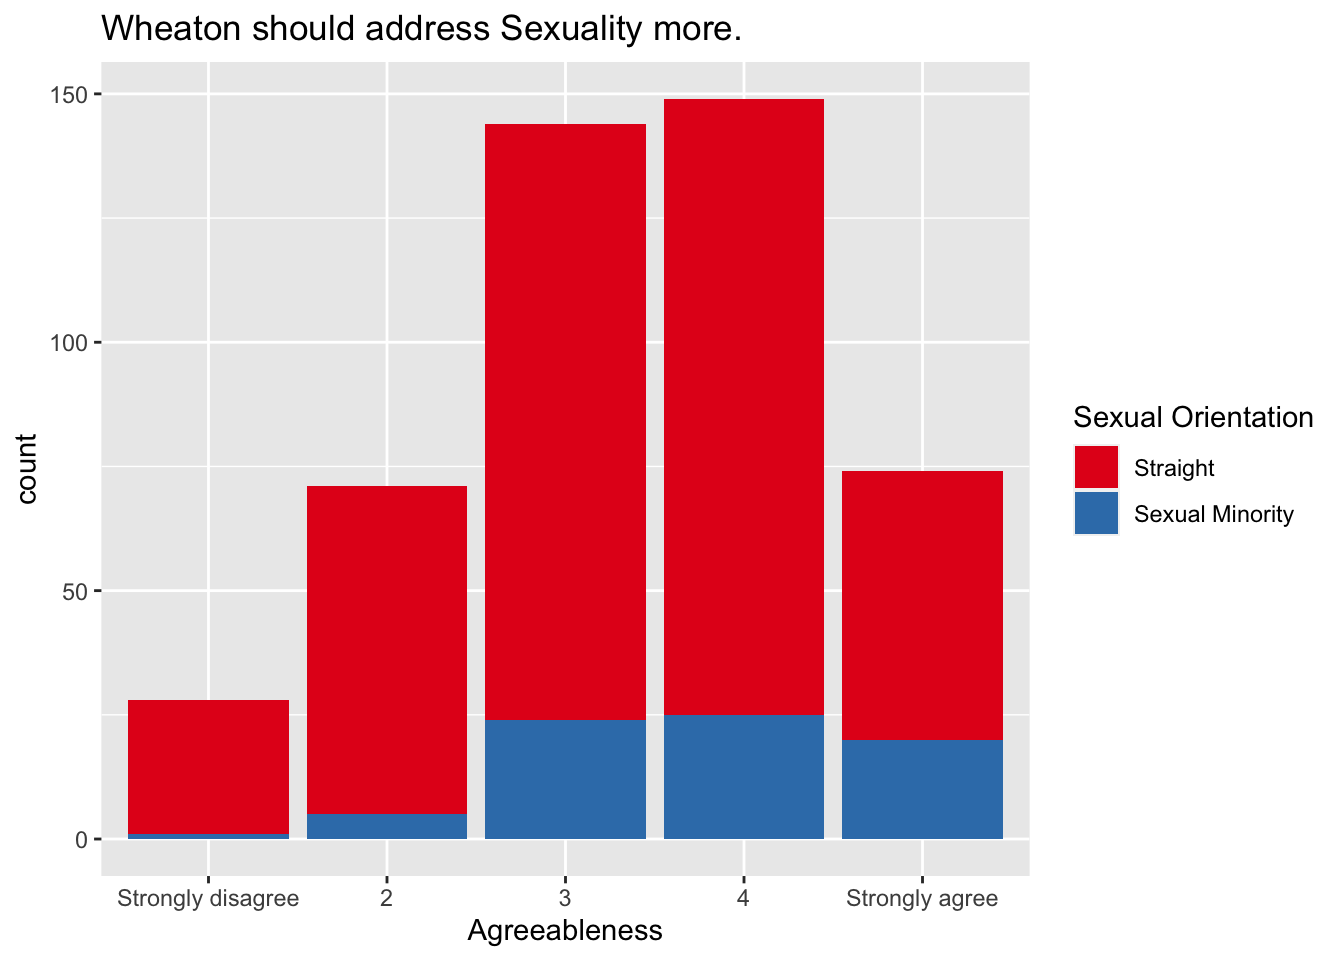 Wheaton should address Sexuality more.
150
100
50
0
count
Strongly disagree
2
3
4
Strongly agree
Agreeableness
Sexual Orientation
Straight
Sexual Minority